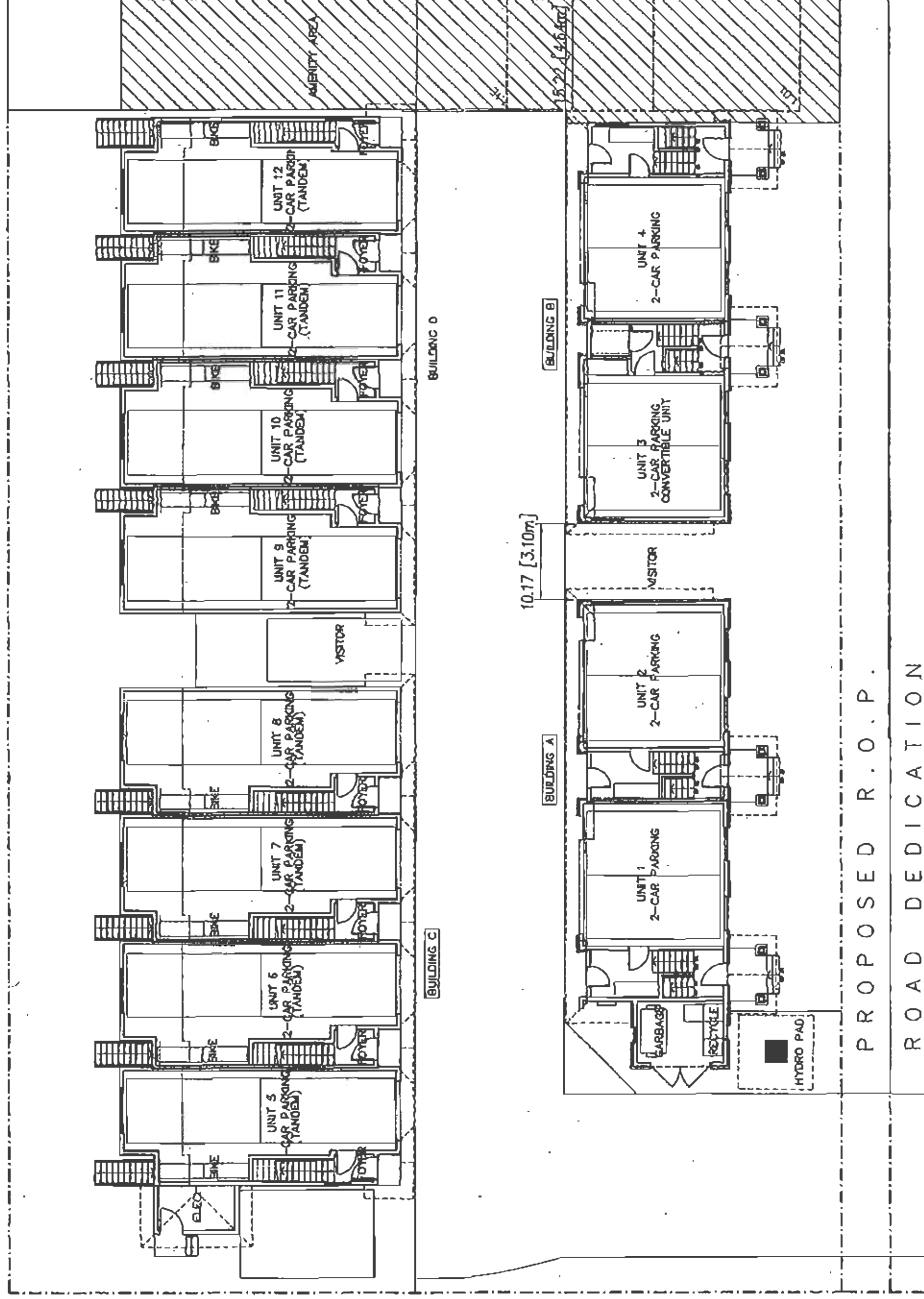 AMENITY AREA
BIKE
UNIT 12
2-CAR PARKING
(TANDEM)
FOYER
BIKE
UNIT 11
2-CAR PARKING
(TANDEM)
FOYER
BIKE
UNIT 10
2-CAR PARKING
(TANDEM)
FOYER
BIKE
UNIT 9
2-CAR PARKING
(TANDEM)
FOYER
VISITOR
BIKE
UNIT 8
2-CAR PARKING
(TANDEM)
FOYER
BIKE
UNIT 7
2-CAR PARKING
(TANDEM)
FOYER
BIKE
UNIT 6
2-CAR PARKING
(TANDEM)
FOYER
BIKE
UNIT 5
-CAR PARKING
(TANDEM)
FOYER
ELEC
BUILDING D
BUILDING C
15.22 [4.64m]
LOT
BUILDING B
UNIT 4
2-CAR PARKING
UNIT 3
2-CAR PARKING
CONVERTIBLE UNIT
10.17 [3.10m]
VISITOR
BUILDING A
UNIT 2
2-CAR PARKING
UNIT 1
2-CAR PARKING
GARBAGE
RECYCLE
HYDRO PAD
PROPOSED R.O.P.
ROAD DEDICATION